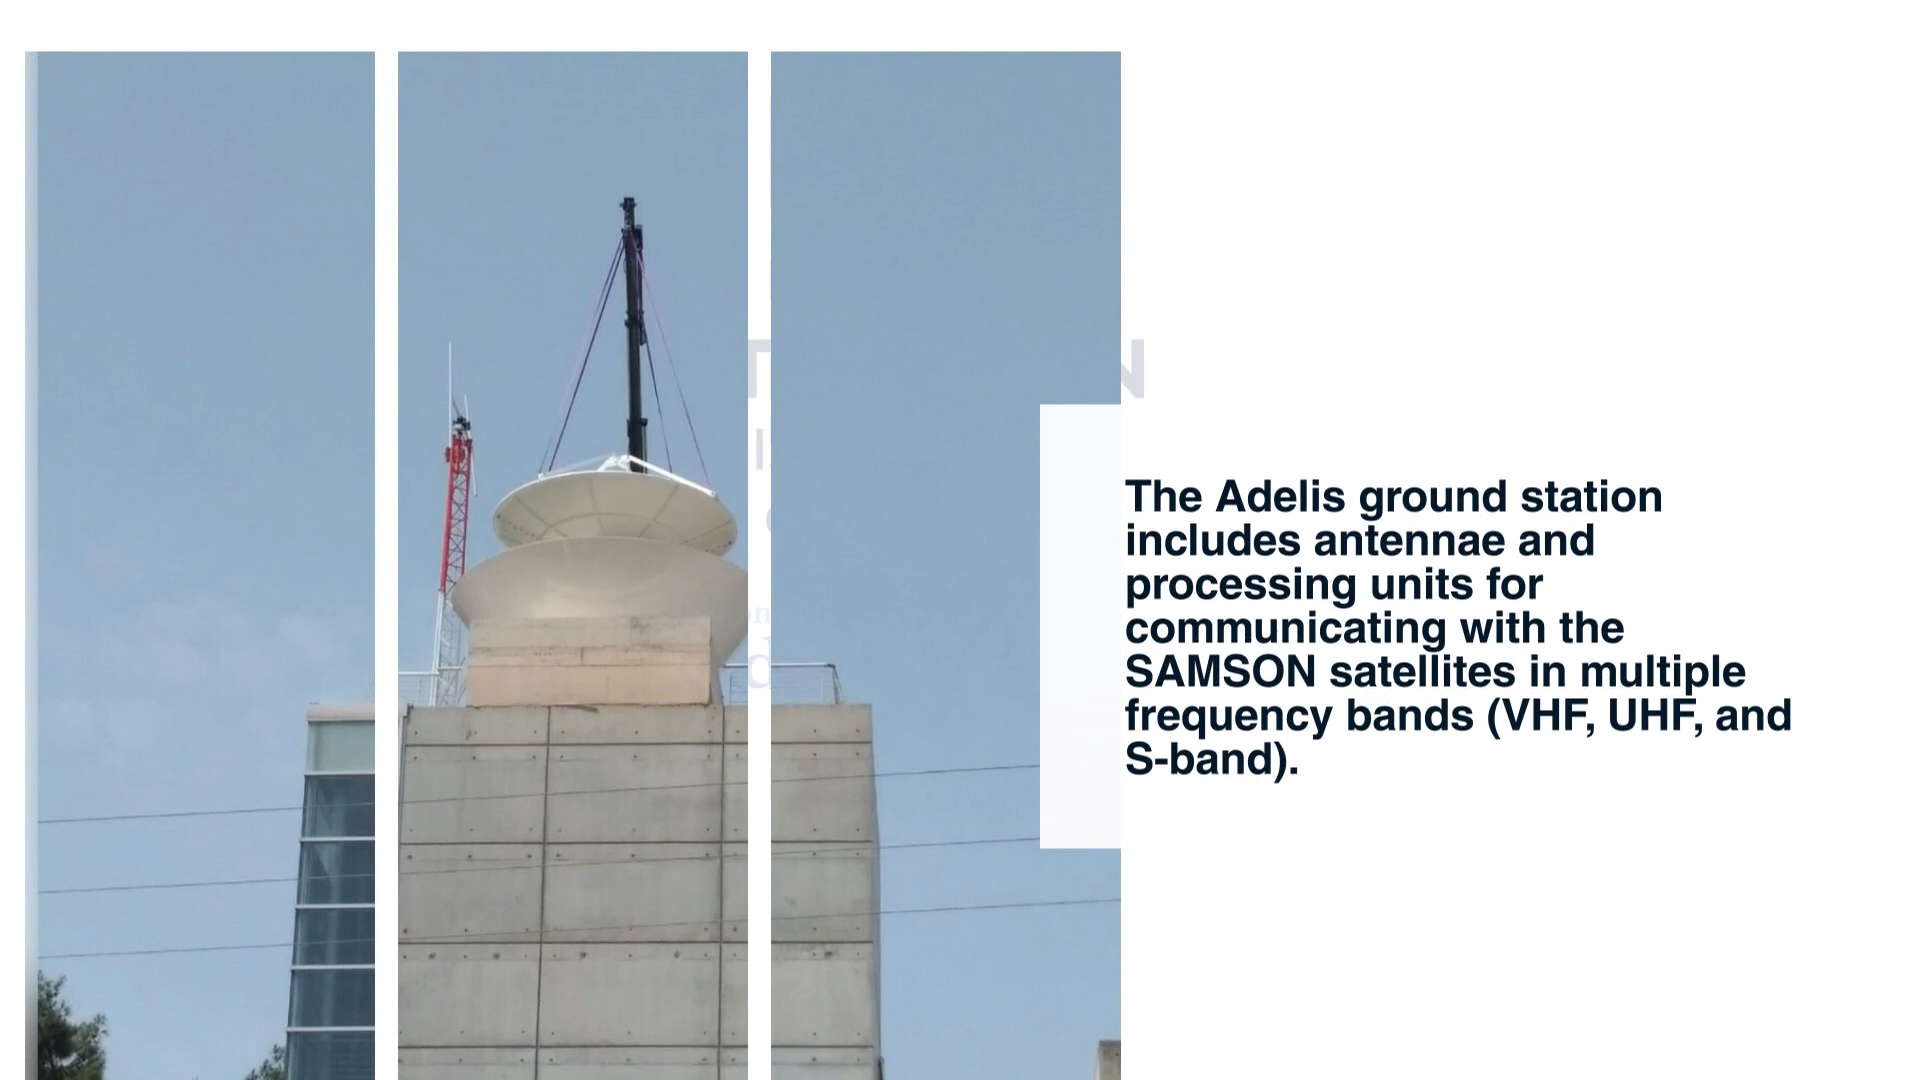 The Adelis ground station
includes antennae and
processing units for
communicating with the
SAMSON satellites in multiple
frequency bands (VHF, UHF, and
S-band).